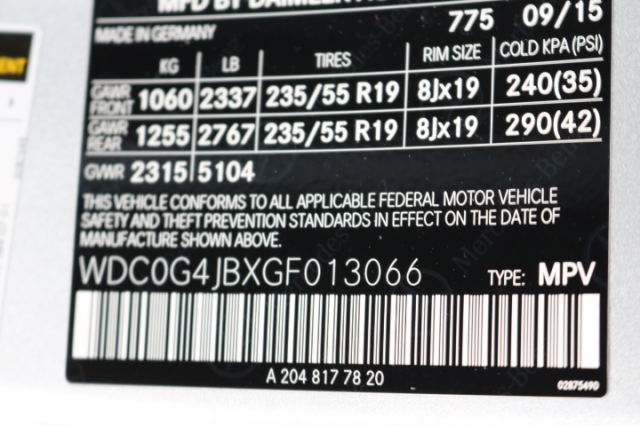 MFD BY DAIMLER
775 09/15
MADE IN GERMANY
KG LB TIRES RIM SIZE COLD KPA (PSI)
GAWR FRONT 1060 2337 235/55 R19 8Jx19 240(35)
GAWR REAR 1255 2767 235/55 R19 8Jx19 290(42)
GVWR 2315 5104
THIS VEHICLE CONFORMS TO ALL APPLICABLE FEDERAL MOTOR VEHICLE
SAFETY AND THEFT PREVENTION STANDARDS IN EFFECT ON THE DATE OF
MANUFACTURE SHOWN ABOVE.
WDC0G4JBXGF013066 TYPE: MPV
A 204 817 78 20
02875490